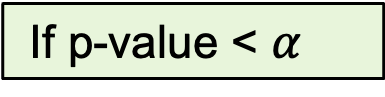 If p-value < 𝛼